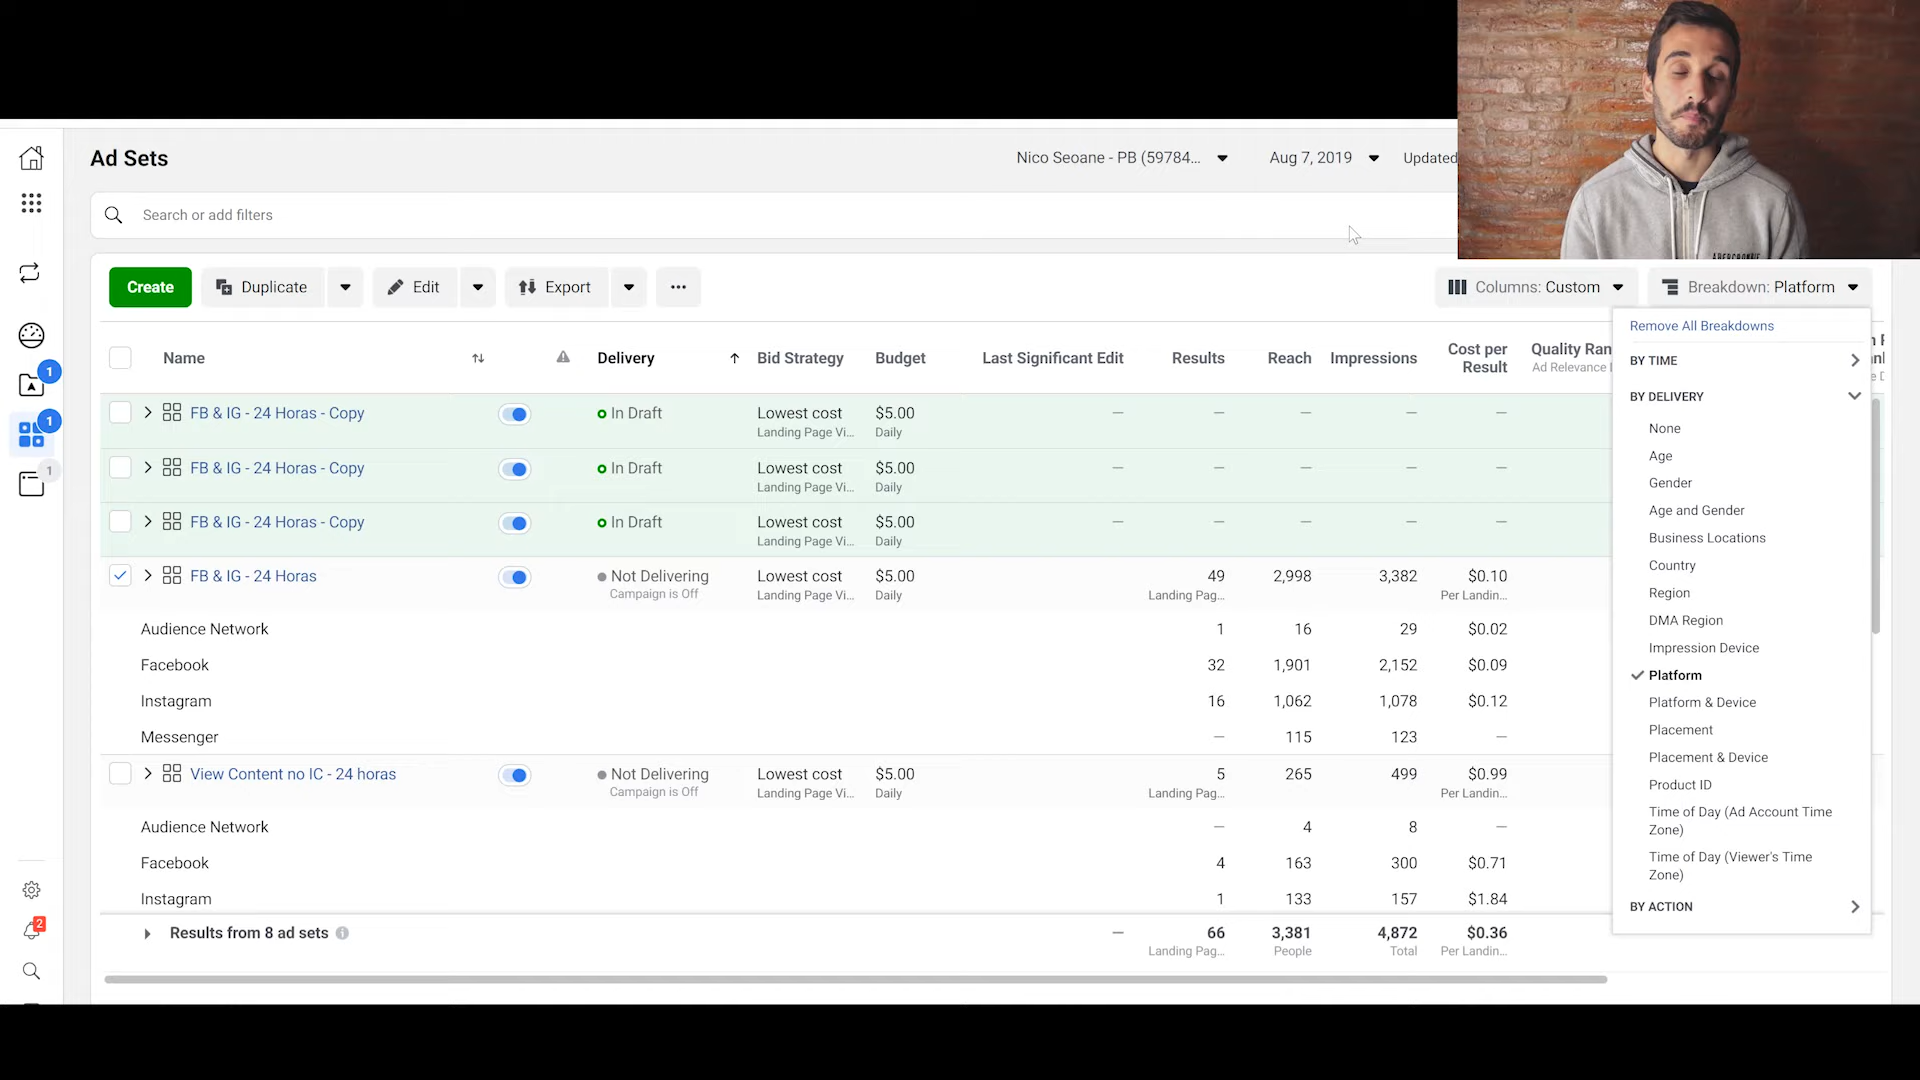 Ad Sets
Nico Seoane - PB (59784...
Aug 7, 2019
Updated
Search or add filters
Create
Duplicate
Edit
Export
Columns: Custom
Breakdown: Platform
Name
Delivery
Bid Strategy
Budget
Last Significant Edit
Results
Reach
Impressions
Cost per
Result
Quality Ran
Ad Relevance
FB & IG - 24 Horas - Copy
In Draft
Lowest cost
Landing Page Vi...
$5.00
Daily
— — — —  —
FB & IG - 24 Horas - Copy
In Draft
Lowest cost
Landing Page Vi...
$5.00
Daily
— — — — —
FB & IG - 24 Horas - Copy
In Draft
Lowest cost
Landing Page Vi...
$5.00
Daily
— — — — —
FB & IG - 24 Horas
Not Delivering
Campaign is Off
Lowest cost
Landing Page Vi...
$5.00
Daily
49
Landing Pag...
2,998
3,382
$0.10
Per Landin...
Audience Network 1 16 29 $0.02
Facebook 32 1,901 2,152 $0.09
Instagram 16 1,062 1,078 $0.12
Messenger — 115 123 —
View Content no IC - 24 horas
Not Delivering
Campaign is Off
Lowest cost
Landing Page Vi...
$5.00
Daily
5
Landing Pag...
265
499
$0.99
Per Landin...
Audience Network — 4 8 —
Facebook 4 163 300 $0.71
Instagram 1 133 157 $1.84
Results from 8 ad sets
—
66
Landing Pag...
3,381
People
4,872
Total
$0.36
Per Landin...
Remove All Breakdowns
BY TIME
BY DELIVERY
None
Age
Gender
Age and Gender
Business Locations
Country
Region
DMA Region
Impression Device
Platform
Platform & Device
Placement
Placement & Device
Product ID
Time of Day (Ad Account Time
Zone)
Time of Day (Viewer's Time
Zone)
BY ACTION
1
1
1
2